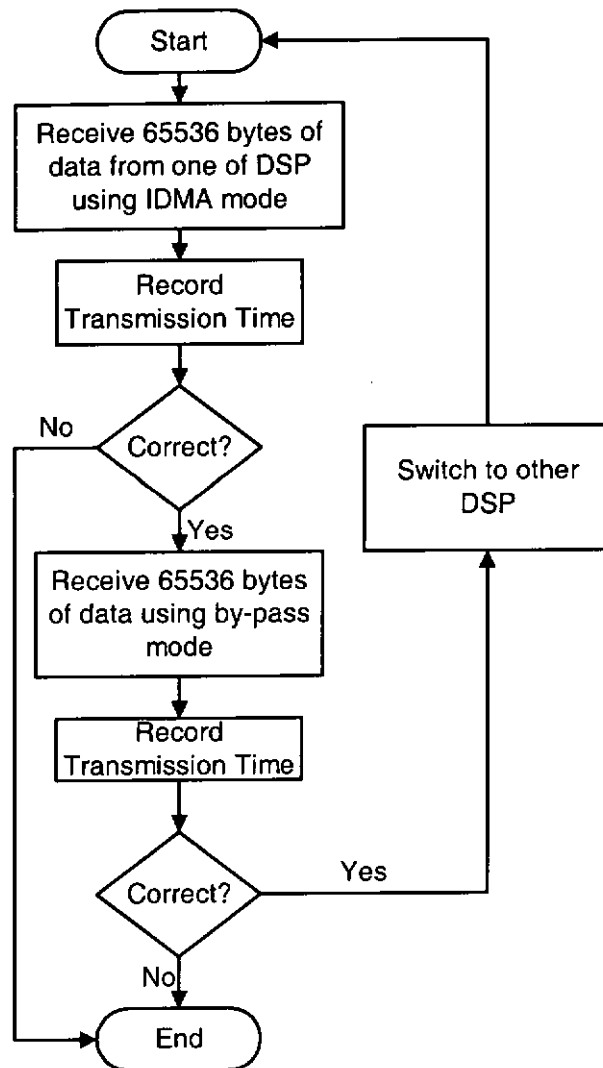 Start
Receive 65536 bytes of
data from one of DSP
using IDMA mode
Record
Transmission Time
No
Correct?
Yes
Switch to other
DSP
Receive 65536 bytes
of data using by-pass
mode
Record
Transmission Time
Correct?
Yes
No
End